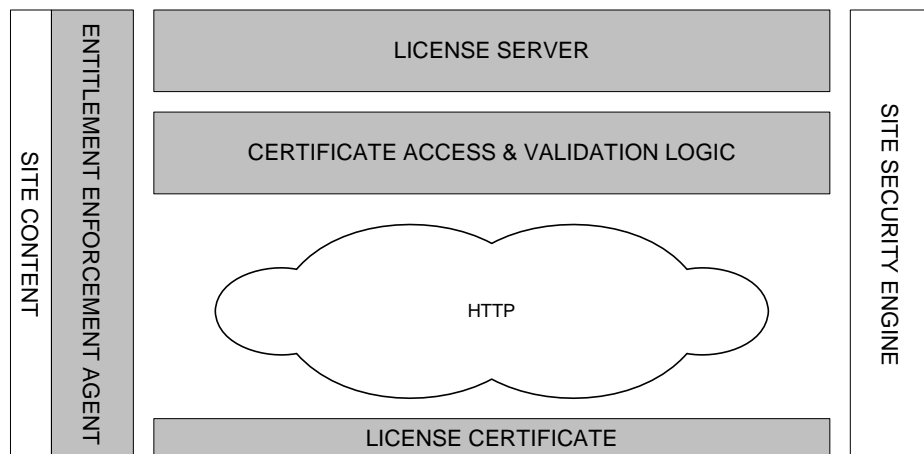 SITE CONTENT
ENTITLEMENT ENFORCEMENT AGENT
LICENSE SERVER
CERTIFICATE ACCESS & VALIDATION LOGIC
HTTP
LICENSE CERTIFICATE
SITE SECURITY ENGINE